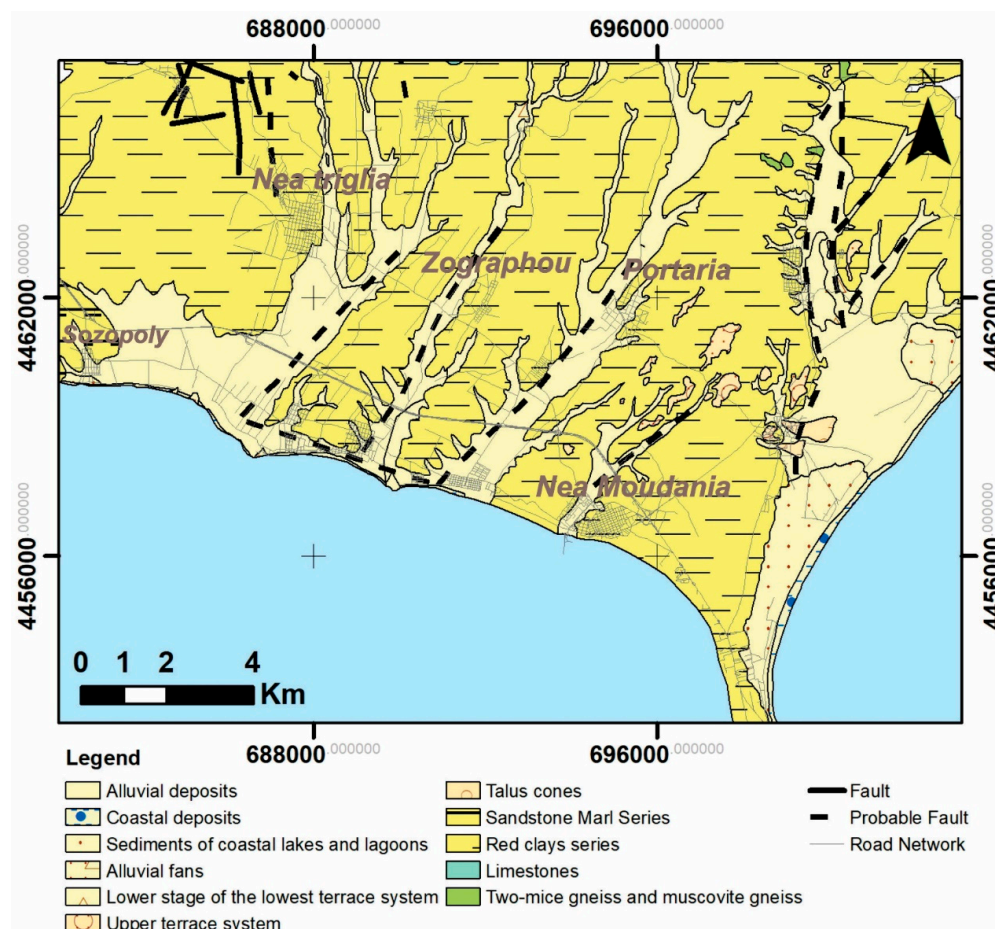 688000.000000 696000.000000
N
Nea triglia
Zographou
Portaria
4462000.000000 4462000.000000
Sozopoly
Nea Moudania
4456000.000000 4456000.000000
0 1 2 4
Km
688000.000000 696000.000000
Legend
Alluvial deposits
Coastal deposits
Sediments of coastal lakes and lagoons
Alluvial fans
Lower stage of the lowest terrace system
Upper terrace system
Talus cones
Sandstone Marl Series
Red clays series
Limestones
Two-mice gneiss and muscovite gneiss
Fault
Probable Fault
Road Network